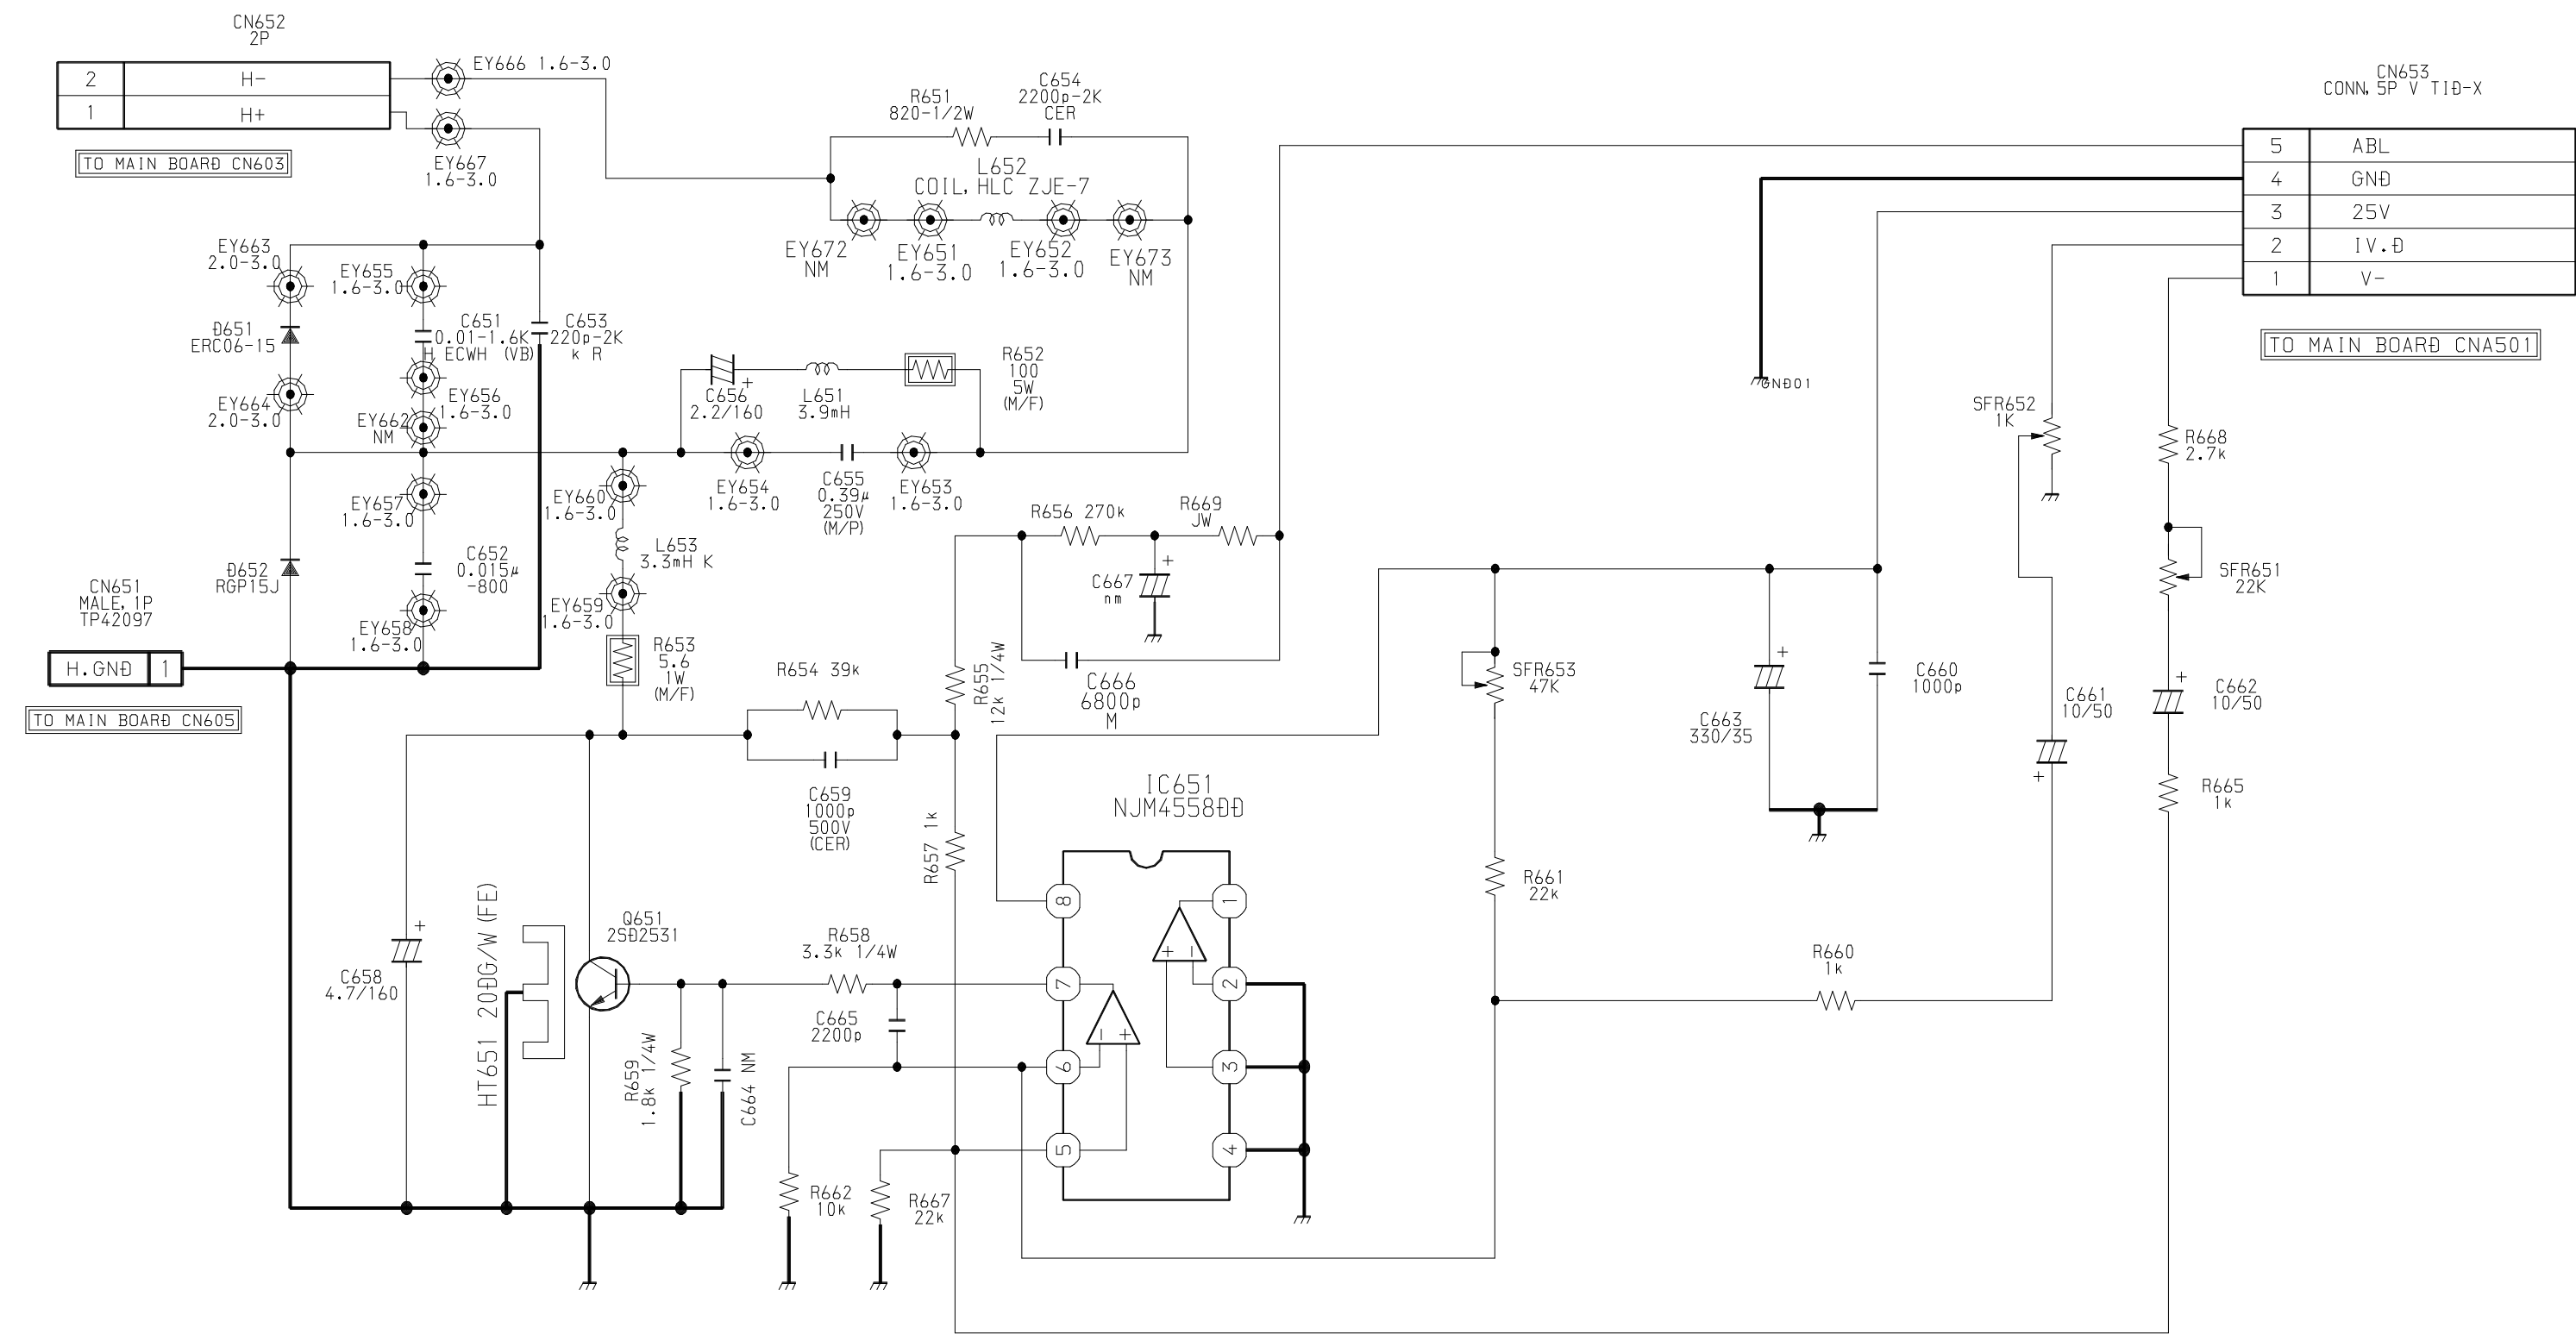 CN652
2P
2 H-
1 H+
TO MAIN BOARD CN603
EY666 1.6-3.0
EY667
1.6-3.0
R651
820-1/2W
C654
2200p-2K
CER
L652
COIL, HLC ZJE-7
EY672
NM
EY651
1.6-3.0
EY652
1.6-3.0
EY673
NM
CN653
CONN, 5P V TID-X
5 ABL
4 GND
3 25V
2 IV.D
1 V-
TO MAIN BOARD CNA501
GND01
EY663
2.0-3.0
EY655
1.6-3.0
D651
ERC06-15
C651
0.01-1.6K
H ECWH (VB)
C653
220p-2K
k R
EY664
2.0-3.0
EY656
1.6-3.0
EY662
NM
C656
2.2/160
+
L651
3.9mH
R652
100
5W
(M/F)
EY657
1.6-3.0
EY660
1.6-3.0
EY654
1.6-3.0
C655
0.39μ
250V
(M/P)
EY653
1.6-3.0
SFR652
1K
R668
2.7k
R656 270k
R669
JW
C667
nm
+
D652
RGP15J
C652
0.015μ
-800
L653
3.3mH K
EY659
1.6-3.0
EY658
1.6-3.0
CN651
MALE, 1P
TP42097
H.GND 1
TO MAIN BOARD CN605
R653
5.6
1W
(M/F)
R654 39k
R655
12k 1/4W
C666
6800p
M
SFR653
47K
SFR651
22K
C663
330/35
+
C660
1000p
C661
10/50
+
C662
10/50
+
R665
1k
C659
1000p
500V
(CER)
R657 1k
IC651
NJM4558DD
8
7
6
5
1
2
3
4
+ -
- +
R661
22k
R660
1k
HT651 20DG/W(FE)
Q651
2SD2531
C658
4.7/160
+
R658
3.3k 1/4W
C665
2200p
R659
1.8k 1/4W
C664 NM
R662
10k
R667
22k